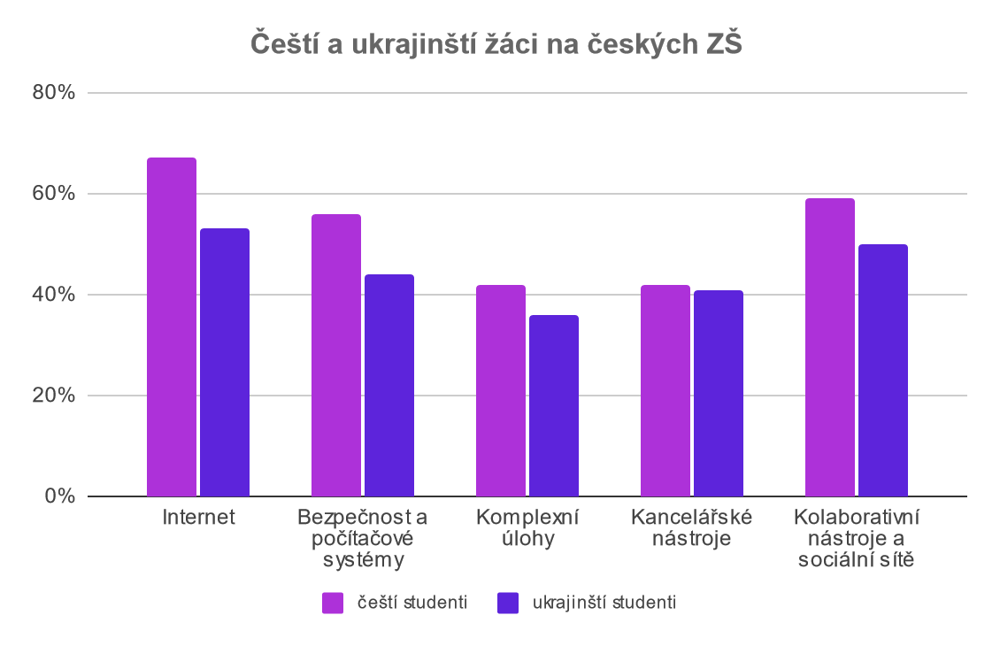 Čeští a ukrajinští žáci na českých ZŠ
80%
60%
40%
20%
0%
Internet
Bezpečnost a
počítačové
systémy
Komplexní
úlohy
Kancelářské
nástroje
Kolaborativní
nástroje a
sociální sítě
čeští studenti
ukrajinští studenti